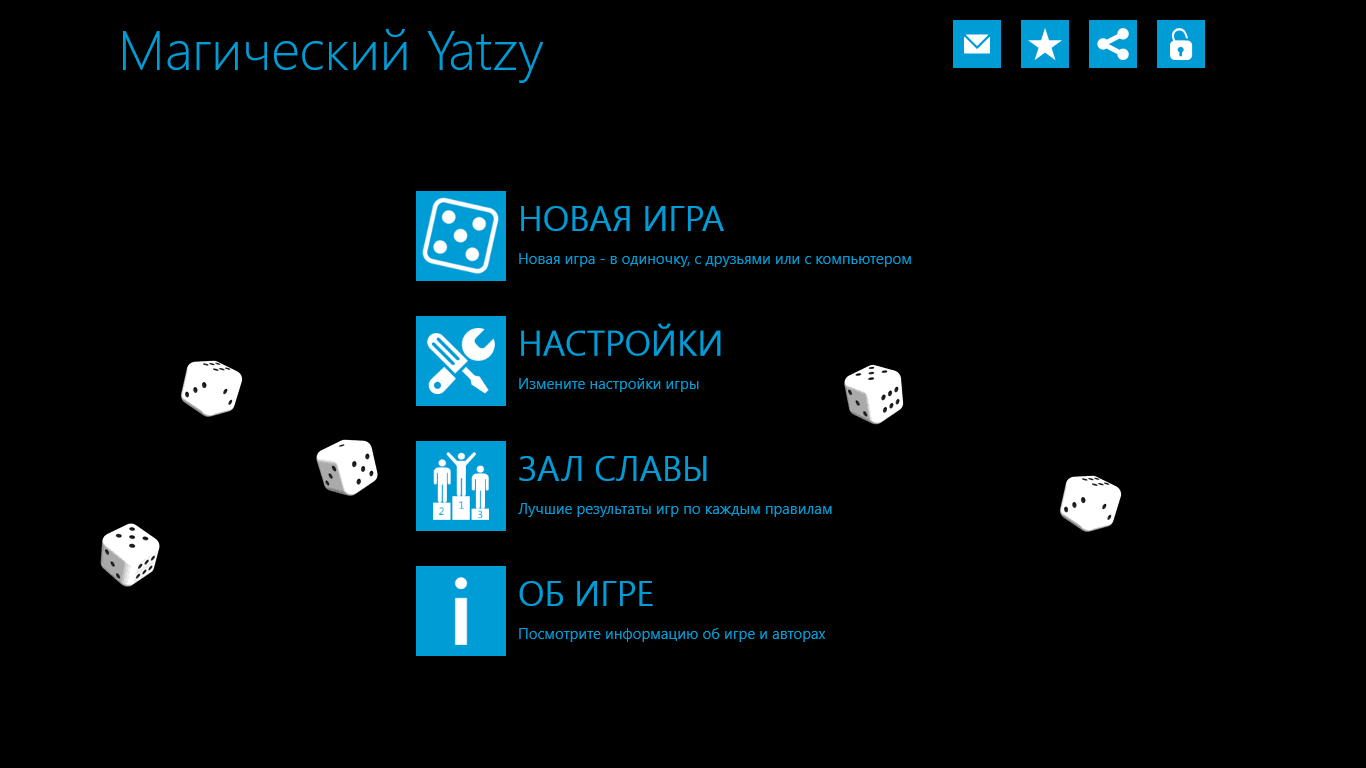 Магический Yatzy
НОВАЯ ИГРА
Новая игра - в одиночку, с друзьями или с компьютером
НАСТРОЙКИ
Измените настройки игры
ЗАЛ СЛАВЫ
Лучшие результаты игр по каждым правилам
2 1 3
ОБ ИГРЕ
Посмотрите информацию об игре и авторах